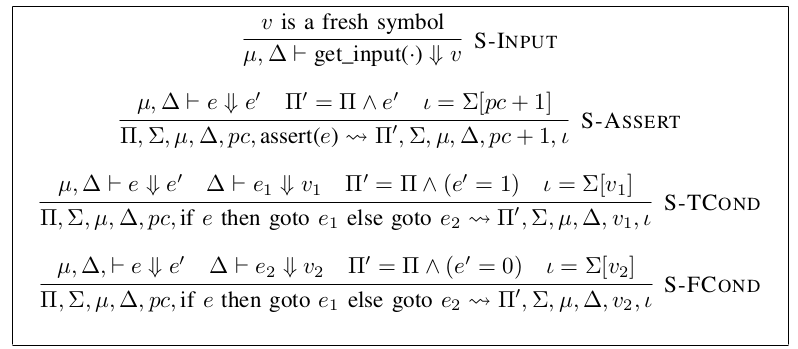 v is a fresh symbol
μ, Δ ⊢ get_input(·) ⇓ v S-INPUT
μ, Δ ⊢ e ⇓ e′ Π′ = Π ∧ e′ ι = Σ[pc + 1]
Π, Σ, μ, Δ, pc, assert(e) ⇝ Π′, Σ, μ, Δ, pc + 1, ι S-ASSERT
μ, Δ ⊢ e ⇓ e′ Δ ⊢ e₁ ⇓ v₁ Π′ = Π ∧ (e′ = 1) ι = Σ[v₁]
Π, Σ, μ, Δ, pc, if e then goto e₁ else goto e₂ ⇝ Π′, Σ, μ, Δ, v₁, ι S-TCOND
μ, Δ, ⊢ e ⇓ e′ Δ ⊢ e₂ ⇓ v₂ Π′ = Π ∧ (e′ = 0) ι = Σ[v₂]
Π, Σ, μ, Δ, pc, if e then goto e₁ else goto e₂ ⇝ Π′, Σ, μ, Δ, v₂, ι S-FCOND